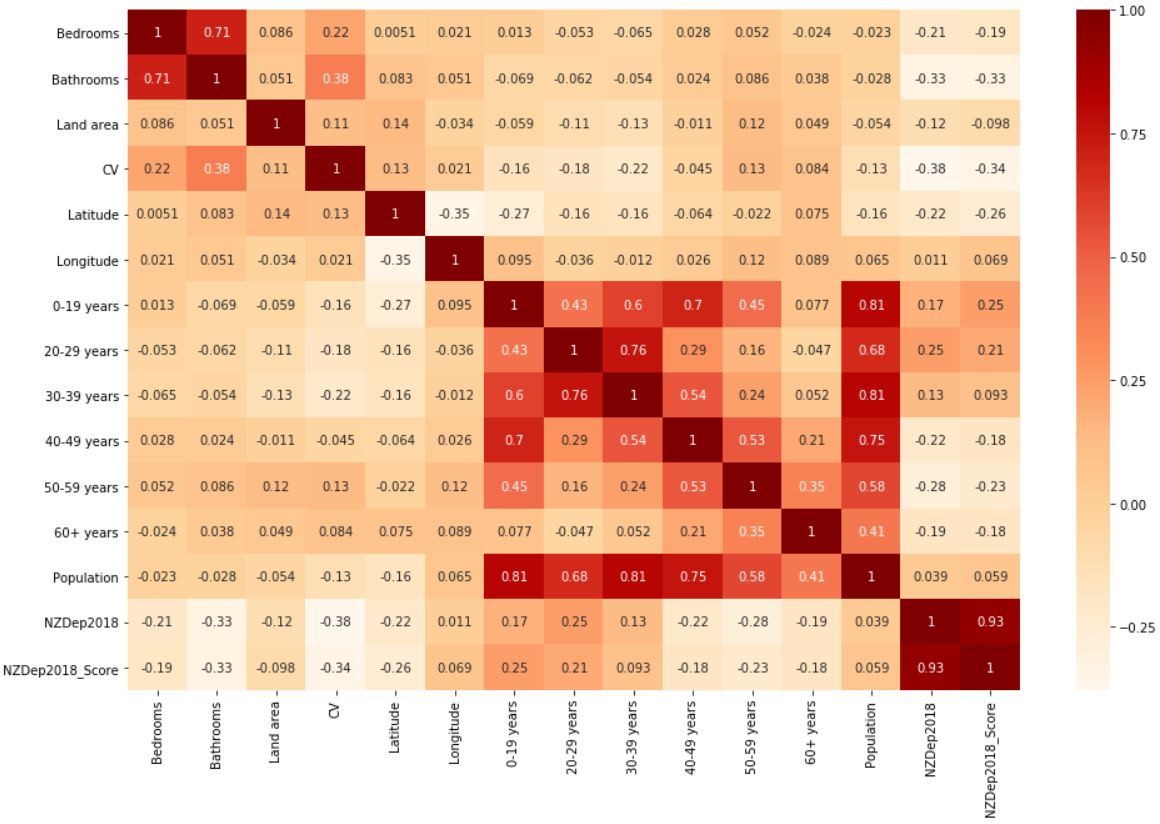 Bedrooms 1 0.71 0.086 0.22 0.0051 0.021 0.013 -0.053 -0.065 0.028 0.052 -0.024 -0.023 -0.21 -0.19
Bathrooms 0.71 1 0.051 0.38 0.083 0.051 -0.069 -0.062 -0.054 0.024 0.086 0.038 -0.028 -0.33 -0.33
Land area 0.086 0.051 1 0.11 0.14 -0.034 -0.059 -0.11 -0.13 -0.011 0.12 0.049 -0.054 -0.12 -0.098
CV 0.22 0.38 0.11 1 0.13 0.021 -0.16 -0.18 -0.22 -0.045 0.13 0.084 -0.13 -0.38 -0.34
Latitude 0.0051 0.083 0.14 0.13 1 -0.35 -0.27 -0.16 -0.16 -0.064 -0.022 0.075 -0.16 -0.22 -0.26
Longitude 0.021 0.051 -0.034 0.021 -0.35 1 0.095 -0.036 -0.012 0.026 0.12 0.089 0.065 0.011 0.069
0-19 years 0.013 -0.069 -0.059 -0.16 -0.27 0.095 1 0.43 0.6 0.7 0.45 0.077 0.81 0.17 0.25
20-29 years -0.053 -0.062 -0.11 -0.18 -0.16 -0.036 0.43 1 0.76 0.29 0.16 -0.047 0.68 0.25 0.21
30-39 years -0.065 -0.054 -0.13 -0.22 -0.16 -0.012 0.6 0.76 1 0.54 0.24 0.052 0.81 0.13 0.093
40-49 years 0.028 0.024 -0.011 -0.045 -0.064 0.026 0.7 0.29 0.54 1 0.53 0.21 0.75 -0.22 -0.18
50-59 years 0.052 0.086 0.12 0.13 -0.022 0.12 0.45 0.16 0.24 0.53 1 0.35 0.58 -0.28 -0.23
60+ years -0.024 0.038 0.049 0.084 0.075 0.089 0.077 -0.047 0.052 0.21 0.35 1 0.41 -0.19 -0.18
Population -0.023 -0.028 -0.054 -0.13 -0.16 0.065 0.81 0.68 0.81 0.75 0.58 0.41 1 0.039 0.059
NZDep2018 -0.21 -0.33 -0.12 -0.38 -0.22 0.011 0.17 0.25 0.13 -0.22 -0.28 -0.19 0.039 1 0.93
NZDep2018_Score -0.19 -0.33 -0.098 -0.34 -0.26 0.069 0.25 0.21 0.093 -0.18 -0.23 -0.18 0.059 0.93 1
Bedrooms
Bathrooms
Land area
CV
Latitude
Longitude
0-19 years
20-29 years
30-39 years
40-49 years
50-59 years
60+ years
Population
NZDep2018
NZDep2018_Score
1.00
0.75
0.50
0.25
0.00
−0.25